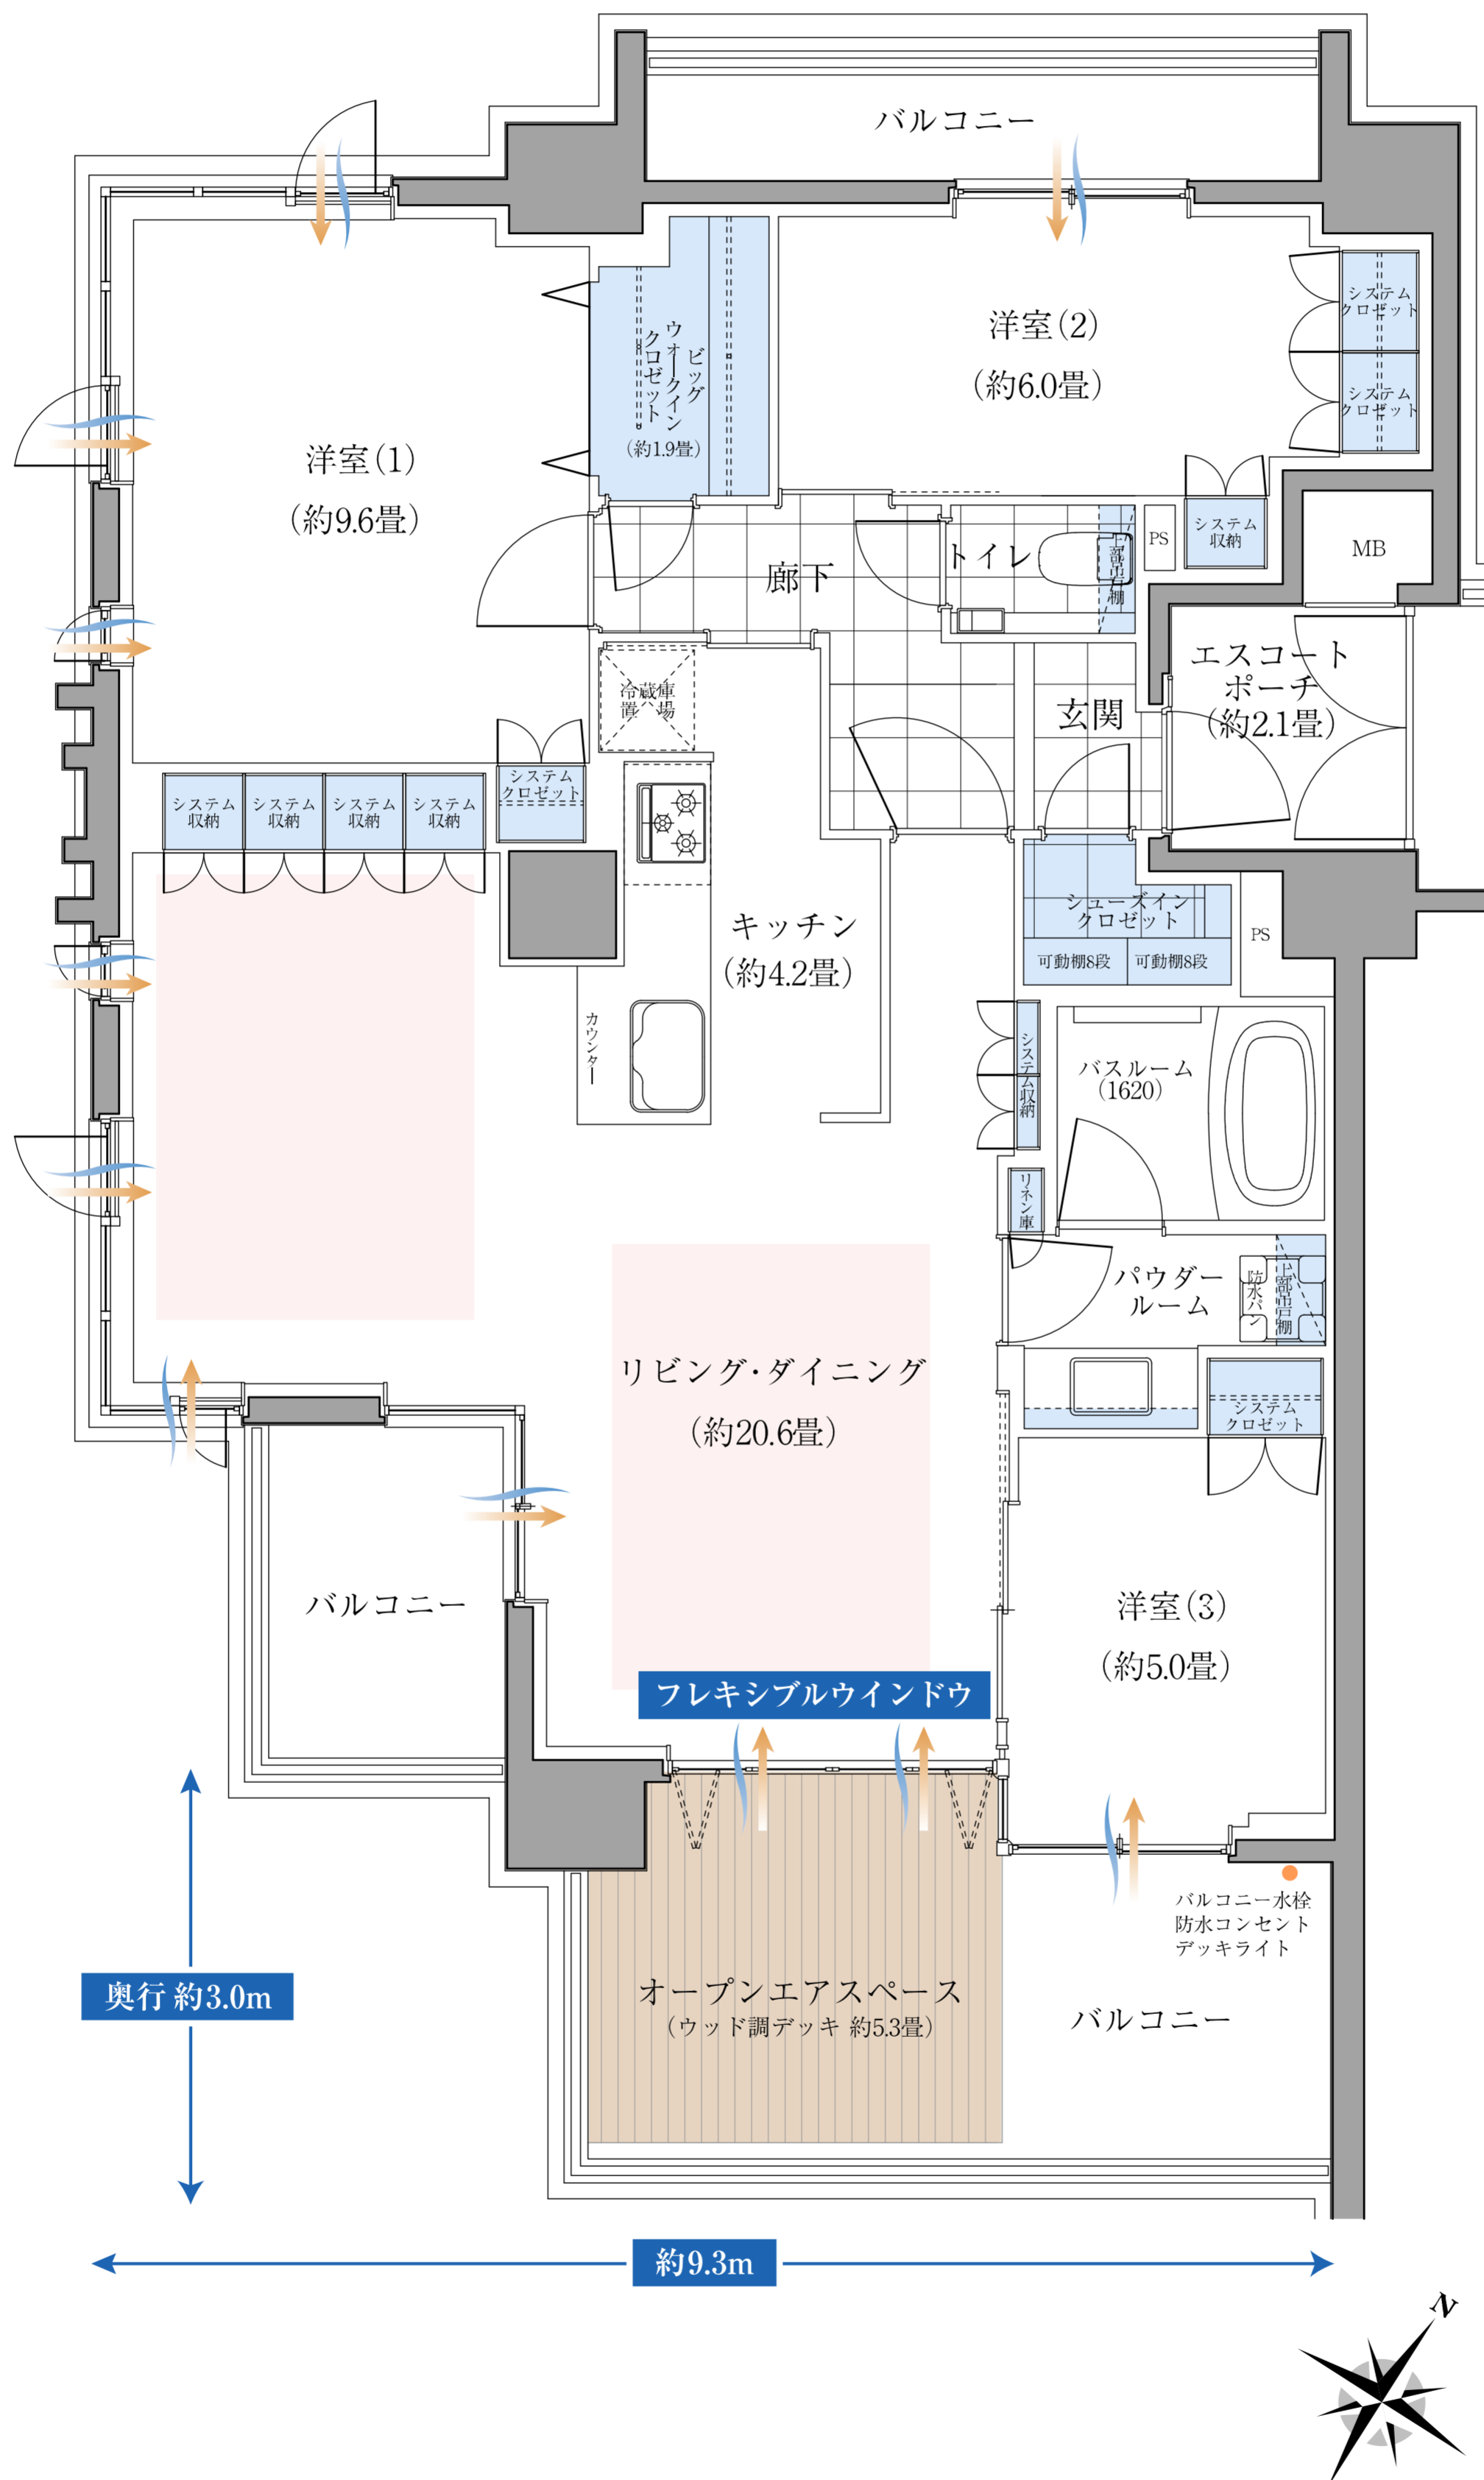 バルコニー
洋室(1)
(約9.6畳)
ビッグ
ウォークイン
クロゼット
(約1.9畳)
洋室(2)
(約6.0畳)
システム
クロゼット
システム
クロゼット
システム
収納
PS
MB
トイレ
上部吊戸棚
廊下
エスコート
ポーチ
(約2.1畳)
玄関
冷蔵庫
置場
システム
収納
システム
収納
システム
収納
システム
収納
システム
クロゼット
キッチン
(約4.2畳)
カウンター
シューズイン
クロゼット
可動棚8段
可動棚8段
PS
システム収納
バスルーム
(1620)
リネン庫
パウダー
ルーム
防水パン
上部吊戸棚
システム
クロゼット
リビング・ダイニング
(約20.6畳)
バルコニー
洋室(3)
(約5.0畳)
フレキシブルウインドウ
バルコニー水栓
防水コンセント
デッキライト
オープンエアスペース
(ウッド調デッキ 約5.3畳)
バルコニー
奥行 約3.0m
約9.3m
N